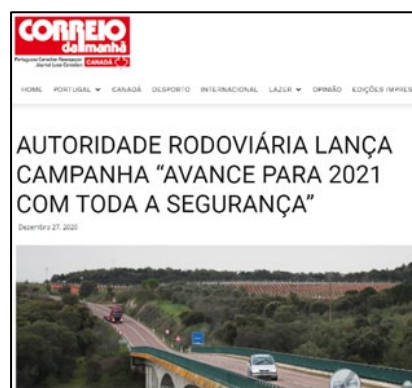 CORREIO
da manhã
Portuguese Canadian Newspaper
Jornal Luso-Canadian
CANADÁ
HOME PORTUGAL CANADÁ DESPORTO INTERNACIONAL LAZER OPINIÃO EDIÇÕES IMPRES
AUTORIDADE RODOVIÁRIA LANÇA
CAMPANHA “AVANCE PARA 2021
COM TODA A SEGURANÇA”
Dezembro 27, 2020